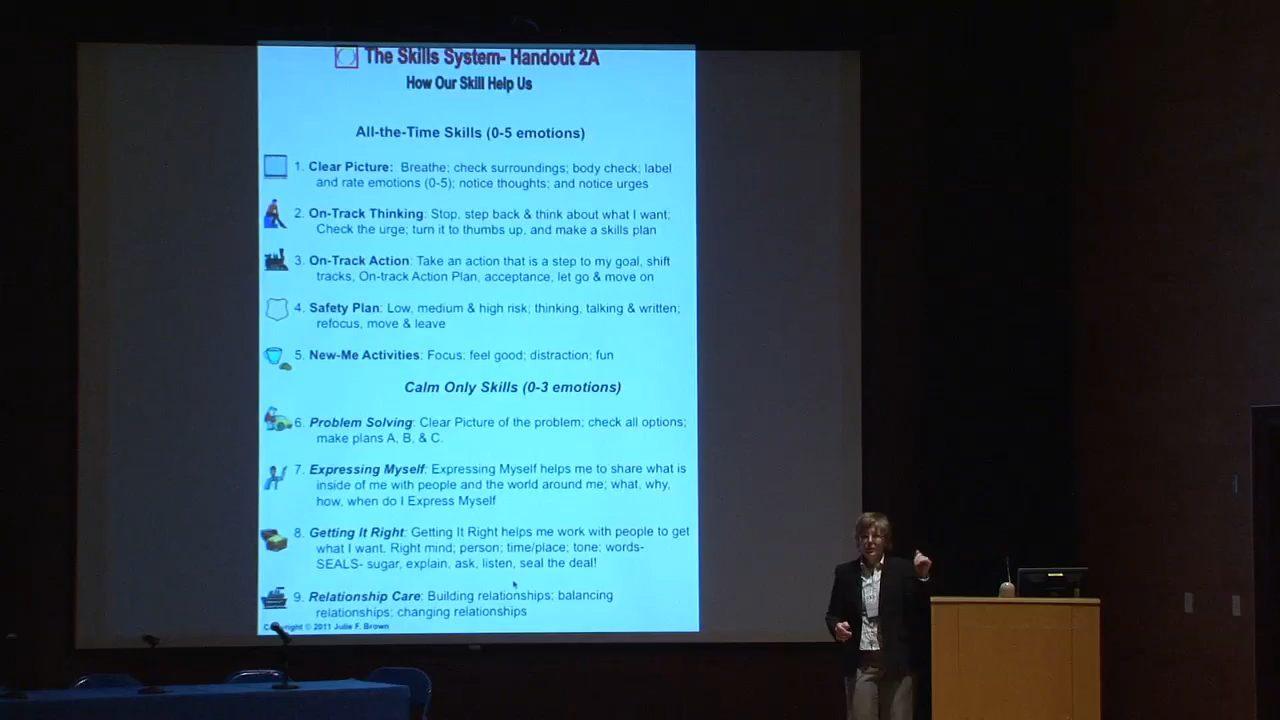 The Skills System- Handout 2A
How Our Skill Help Us
All-the-Time Skills (0-5 emotions)
1. Clear Picture: Breathe; check surroundings; body check; label
and rate emotions (0-5); notice thoughts; and notice urges
2. On-Track Thinking: Stop, step back & think about what I want;
Check the urge; turn it to thumbs up, and make a skills plan
3. On-Track Action: Take an action that is a step to my goal, shift
tracks, On-track Action Plan, acceptance, let go & move on
4. Safety Plan: Low, medium & high risk; thinking, talking & written;
refocus, move & leave
5. New-Me Activities: Focus; feel good; distraction; fun
Calm Only Skills (0-3 emotions)
6. Problem Solving: Clear Picture of the problem; check all options;
make plans A, B, & C.
7. Expressing Myself: Expressing Myself helps me to share what is
inside of me with people and the world around me; what, why,
how, when do I Express Myself
8. Getting It Right: Getting It Right helps me work with people to get
what I want. Right mind; person; time/place; tone; words-
SEALS- sugar, explain, ask, listen, seal the deal!
9. Relationship Care: Building relationships; balancing
relationships; changing relationships
Copyright © 2011 Julie F. Brown